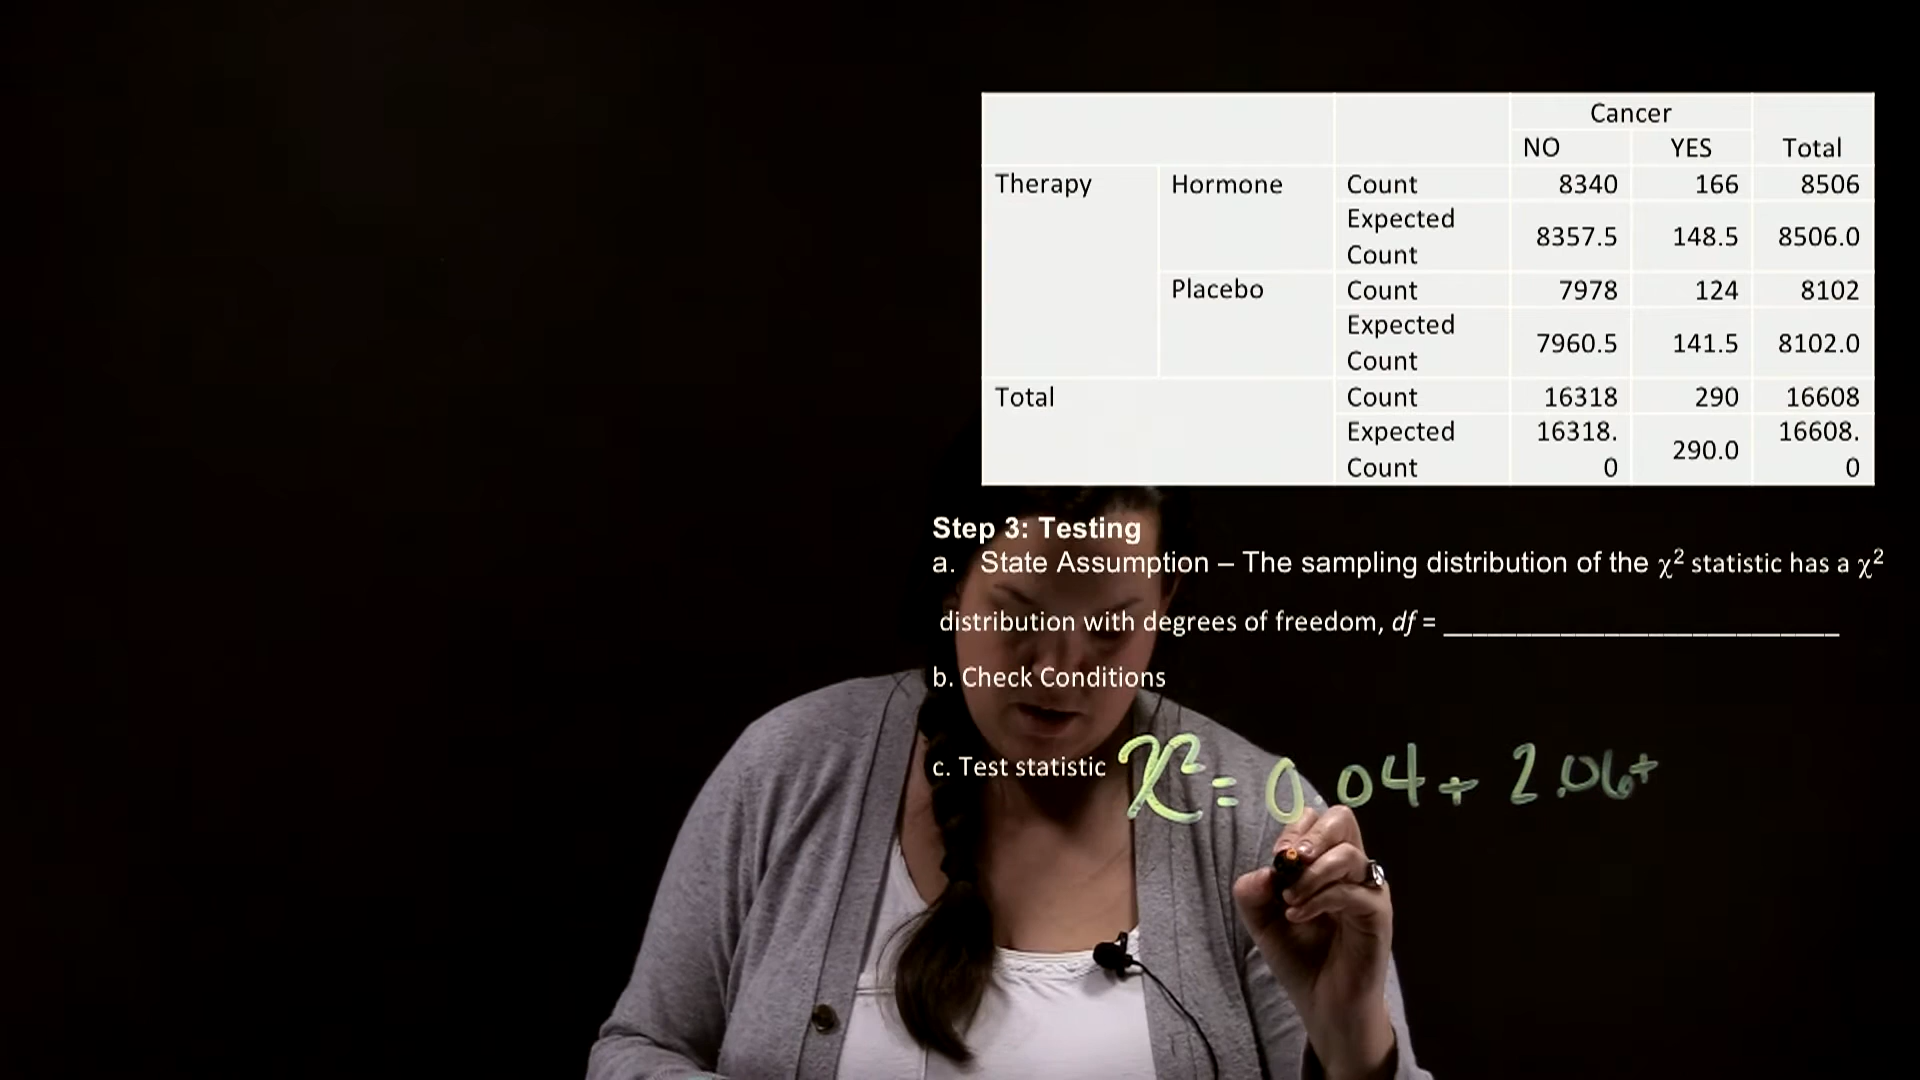 Cancer
NO YES Total
Therapy Hormone Count 8340 166 8506
Expected Count 8357.5 148.5 8506.0
Placebo Count 7978 124 8102
Expected Count 7960.5 141.5 8102.0
Total Count 16318 290 16608
Expected Count 16318.0 290.0 16608.0
Step 3: Testing
a. State Assumption – The sampling distribution of the χ² statistic has a χ²
distribution with degrees of freedom, df = ______________________________
b. Check Conditions
c. Test statistic χ² = 0.04 + 2.06 +